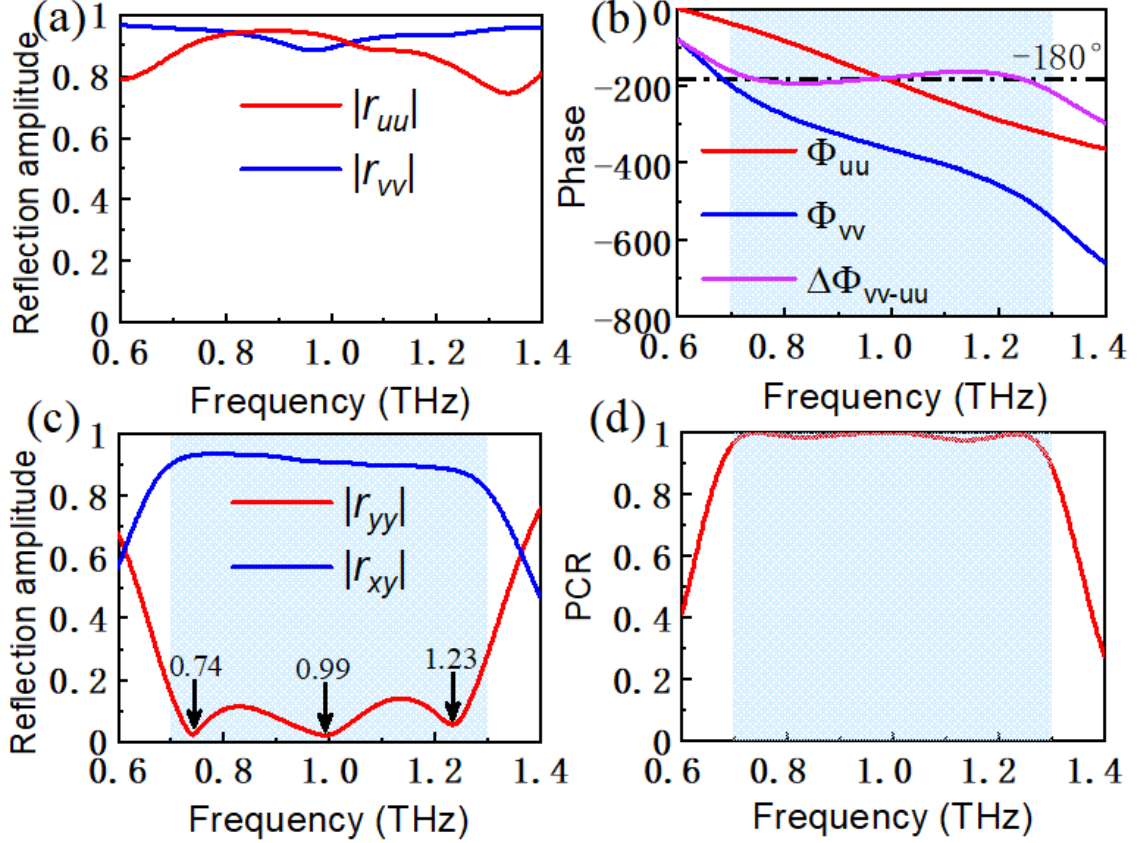 (a)
1
0.8
0.6
0.4
0.2
0
Reflection amplitude
|r_uu|
|r_vv|
0.6 0.8 1.0 1.2 1.4
Frequency (THz)
(b)
0
−200
−400
−600
−800
Phase
−180°
Φ_uu
Φ_vv
ΔΦ_vv-uu
0.6 0.8 1.0 1.2 1.4
Frequency (THz)
(c)
1
0.8
0.6
0.4
0.2
0
Reflection amplitude
|r_yy|
|r_xy|
0.74 0.99 1.23
0.6 0.8 1.0 1.2 1.4
Frequency (THz)
(d)
1
0.8
0.6
0.4
0.2
0
PCR
0.6 0.8 1.0 1.2 1.4
Frequency (THz)